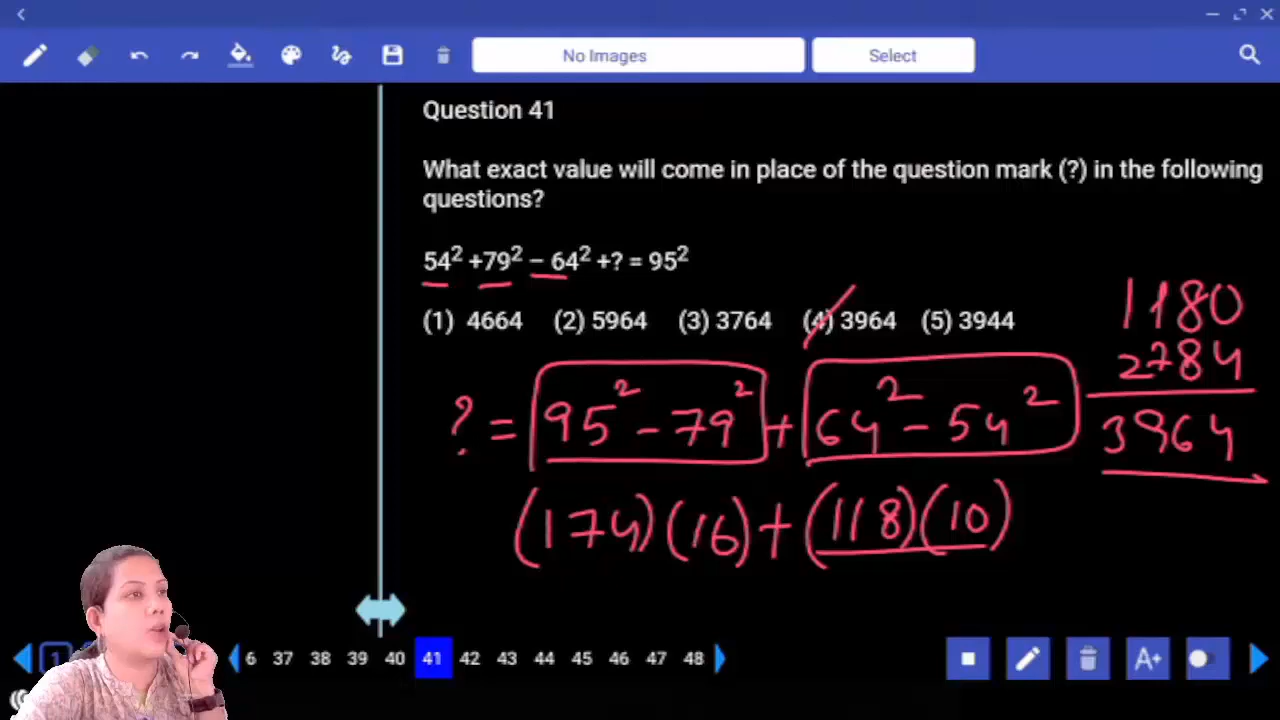 No Images Select
Question 41
What exact value will come in place of the question mark (?) in the following
questions?
54² +79² − 64² +? = 95²
(1) 4664 (2) 5964 (3) 3764 (4) 3964 (5) 3944
? = 95² - 79² + 64² - 54²
(174)(16) + (118)(10)
1180
2784
3964
1 6 37 38 39 40 41 42 43 44 45 46 47 48 A+